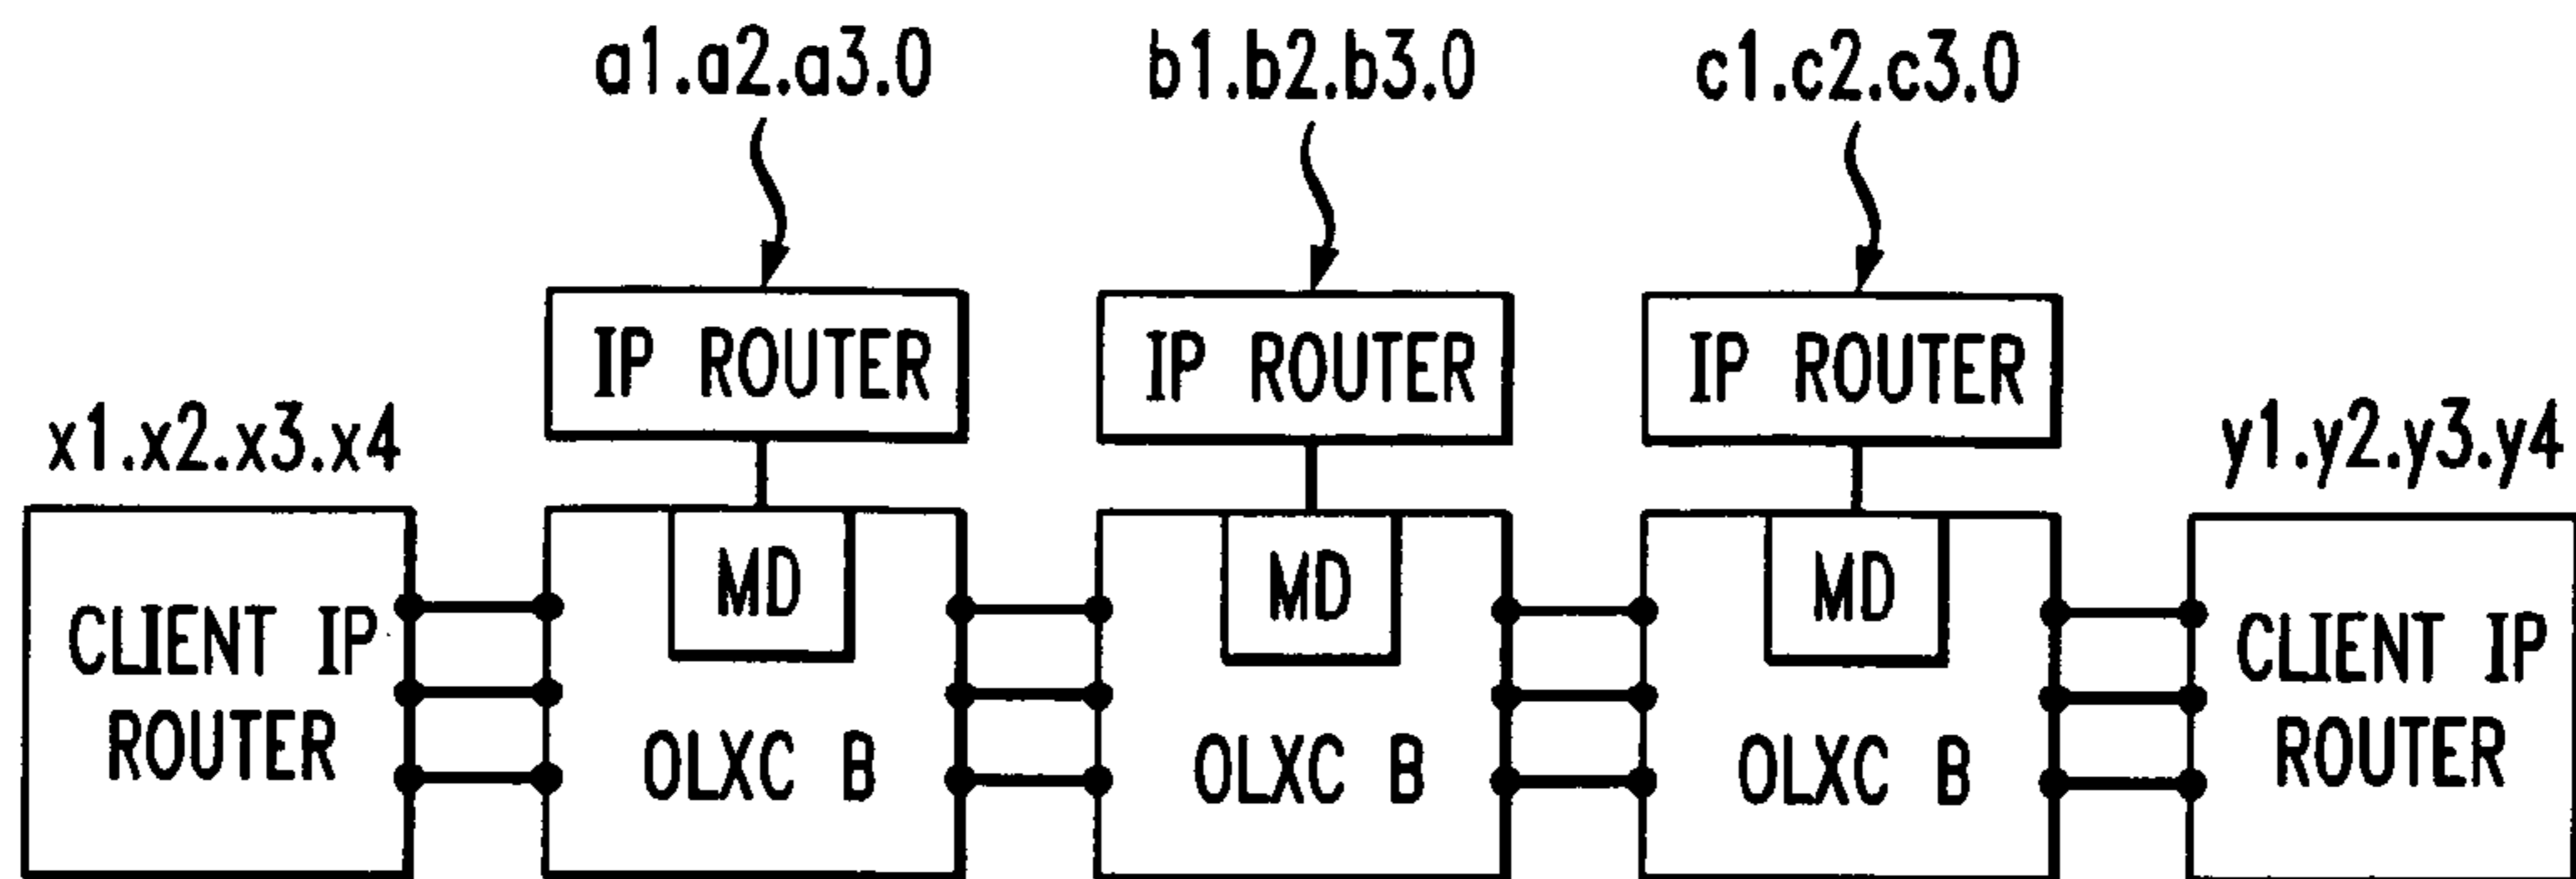 a1.a2.a3.0 b1.b2.b3.0 c1.c2.c3.0
IP ROUTER IP ROUTER IP ROUTER
x1.x2.x3.x4 y1.y2.y3.y4
MD MD MD
CLIENT IP CLIENT IP
ROUTER OLXC B OLXC B OLXC B ROUTER